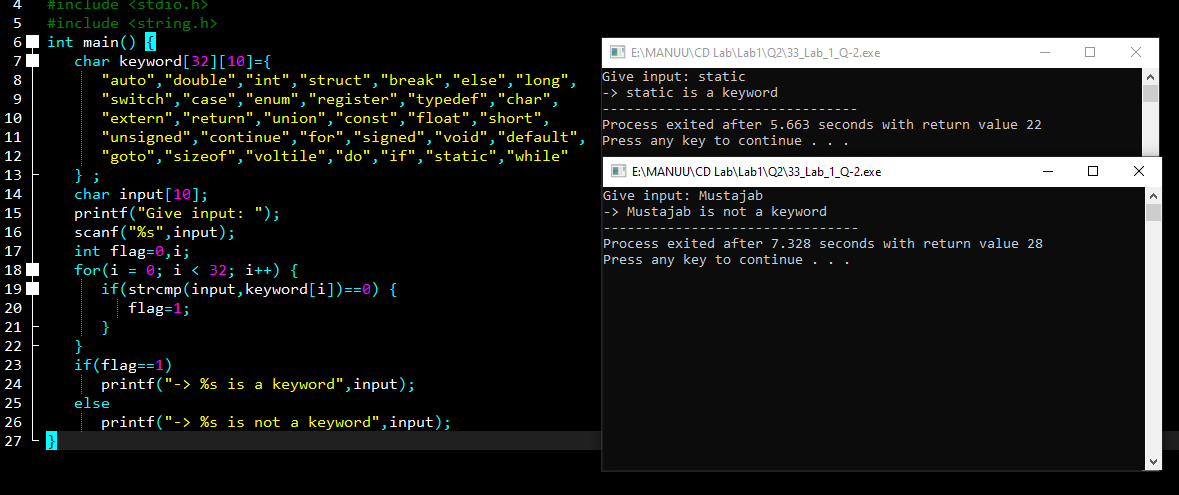 4 #include <stdio.h>
5 #include <string.h>
6 int main() {
7 char keyword[32][10]={
8 "auto","double","int","struct","break","else","long",
9 "switch","case","enum","register","typedef","char",
10 "extern","return","union","const","float","short",
11 "unsigned","continue","for","signed","void","default",
12 "goto","sizeof","voltile","do","if","static","while"
13 } ;
14 char input[10];
15 printf("Give input: ");
16 scanf("%s",input);
17 int flag=0,i;
18 for(i = 0; i < 32; i++) {
19 if(strcmp(input,keyword[i])==0) {
20 flag=1;
21 }
22 }
23 if(flag==1)
24 printf("-> %s is a keyword",input);
25 else
26 printf("-> %s is not a keyword",input);
27 }
E:\MANUU\CD Lab\Lab1\Q2\33_Lab_1_Q-2.exe
Give input: static
-> static is a keyword
--------------------------------
Process exited after 5.663 seconds with return value 22
Press any key to continue . . .
E:\MANUU\CD Lab\Lab1\Q2\33_Lab_1_Q-2.exe
Give input: Mustajab
-> Mustajab is not a keyword
--------------------------------
Process exited after 7.328 seconds with return value 28
Press any key to continue . . .